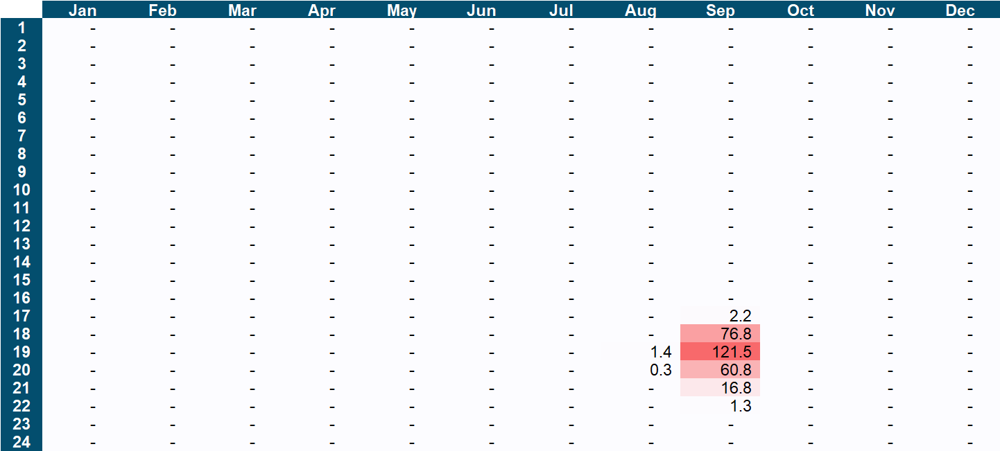 Jan Feb Mar Apr May Jun Jul Aug Sep Oct Nov Dec
1 - - - - - - - - - - - -
2 - - - - - - - - - - - -
3 - - - - - - - - - - - -
4 - - - - - - - - - - - -
5 - - - - - - - - - - - -
6 - - - - - - - - - - - -
7 - - - - - - - - - - - -
8 - - - - - - - - - - - -
9 - - - - - - - - - - - -
10 - - - - - - - - - - - -
11 - - - - - - - - - - - -
12 - - - - - - - - - - - -
13 - - - - - - - - - - - -
14 - - - - - - - - - - - -
15 - - - - - - - - - - - -
16 - - - - - - - - - - - -
17 - - - - - - - - 2.2 - - -
18 - - - - - - - - 76.8 - - -
19 - - - - - - - 1.4 121.5 - - -
20 - - - - - - - 0.3 60.8 - - -
21 - - - - - - - - 16.8 - - -
22 - - - - - - - - 1.3 - - -
23 - - - - - - - - - - - -
24 - - - - - - - - - - - -